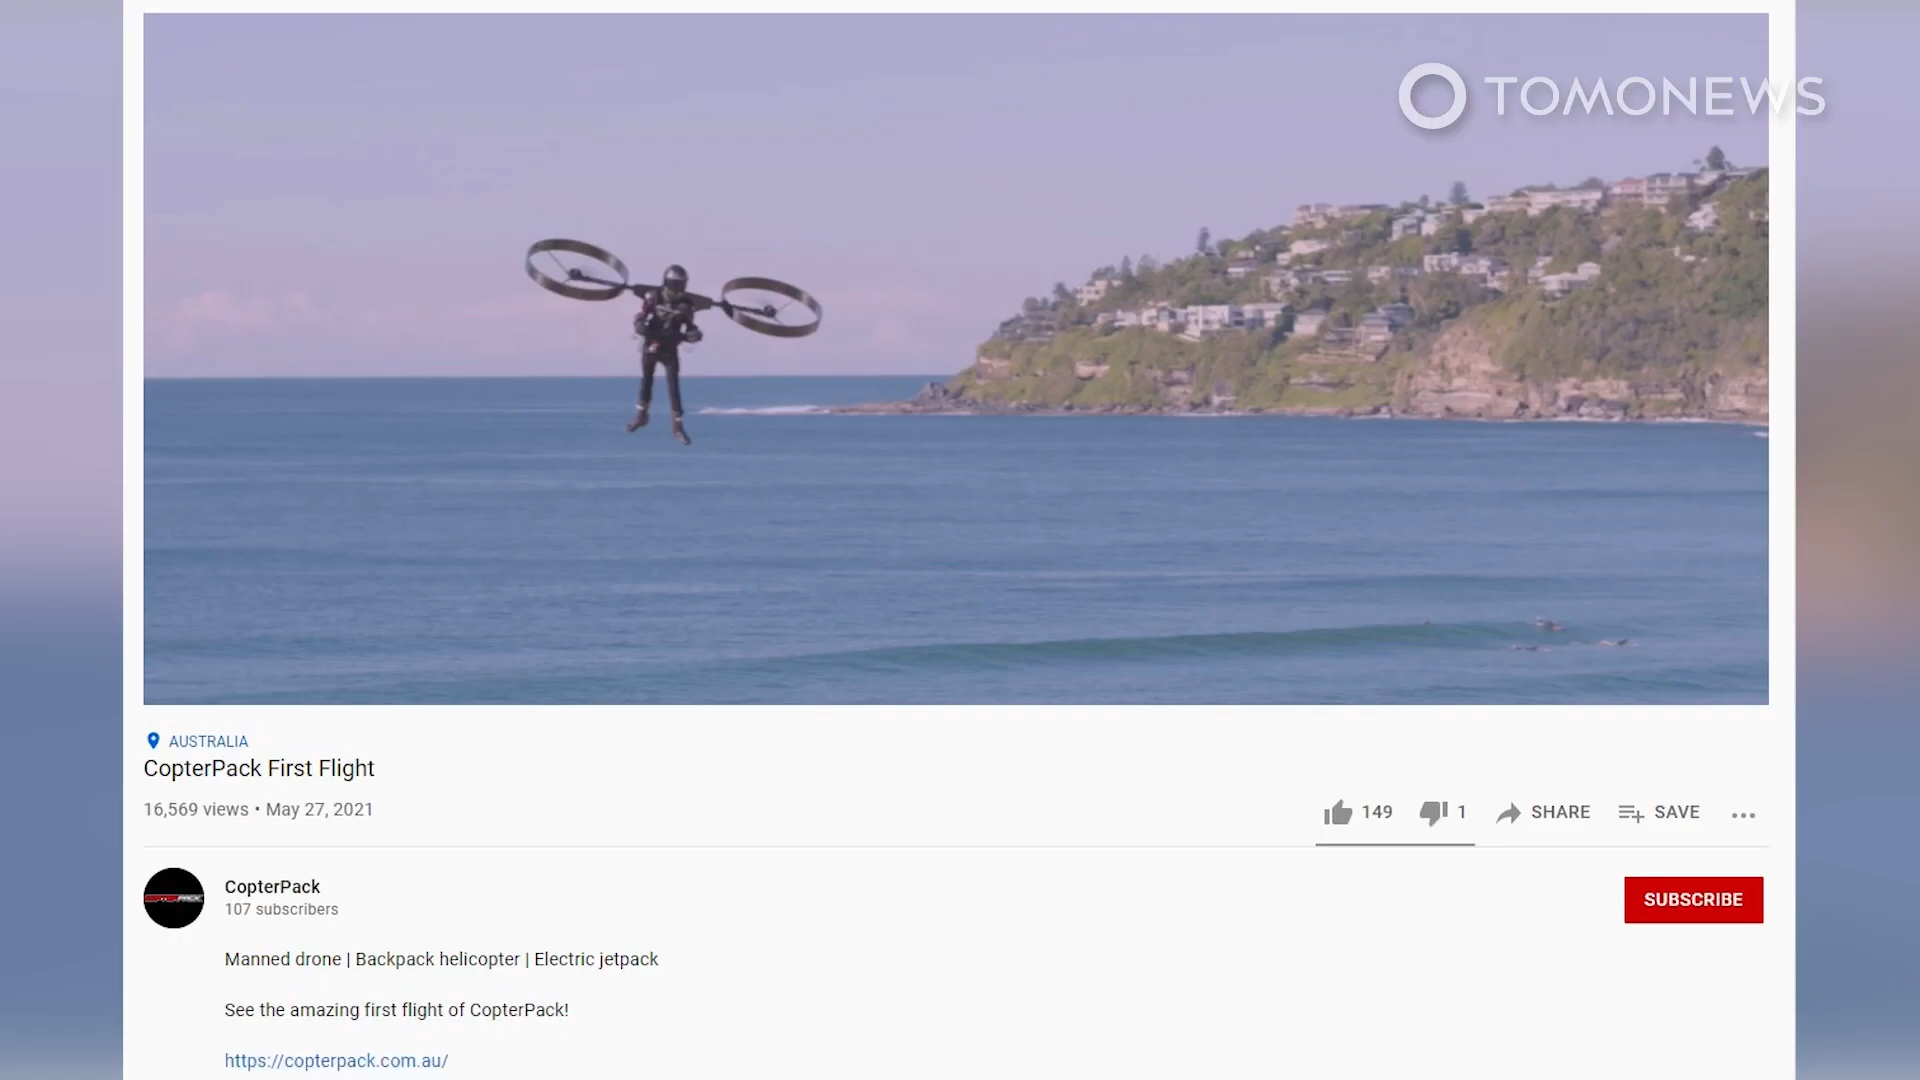 TOMONEWS
AUSTRALIA
CopterPack First Flight
16,569 views • May 27, 2021
149 1 SHARE SAVE
CopterPack
107 subscribers
SUBSCRIBE
Manned drone | Backpack helicopter | Electric jetpack
See the amazing first flight of CopterPack!
https://copterpack.com.au/